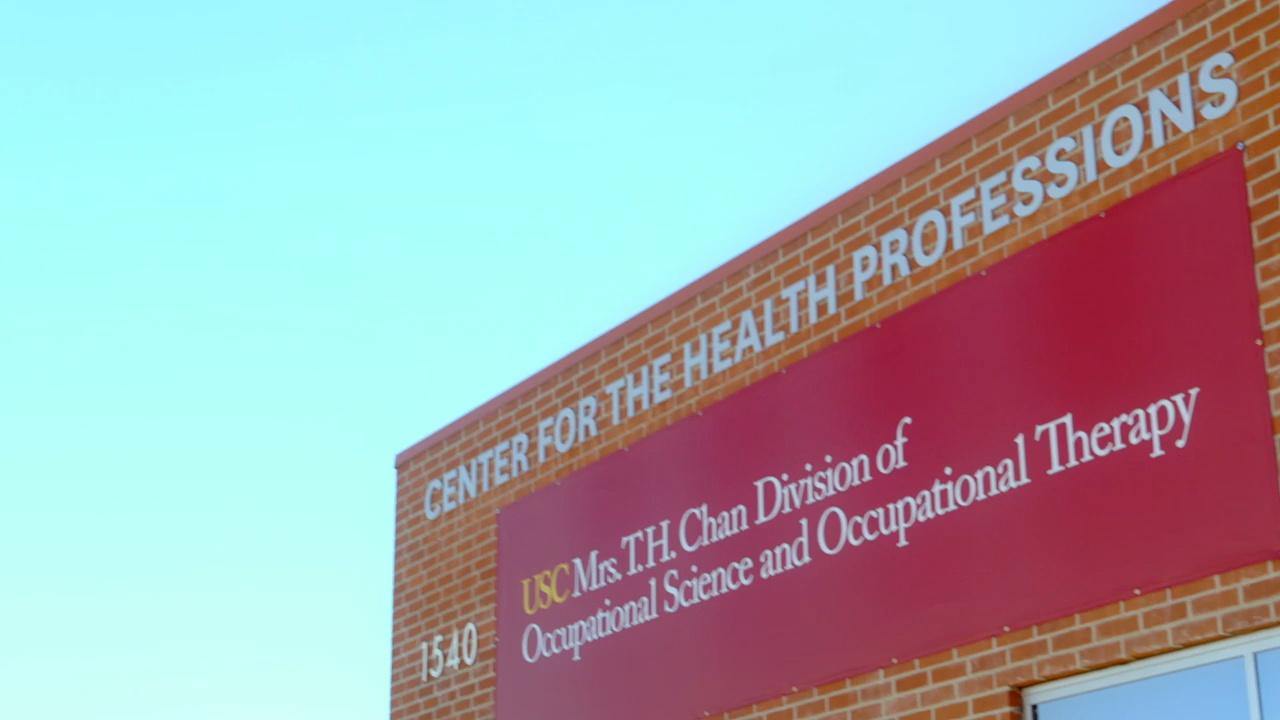 CENTER FOR THE HEALTH PROFESSIONS
USC Mrs. T.H. Chan Division of
Occupational Science and Occupational Therapy
1540